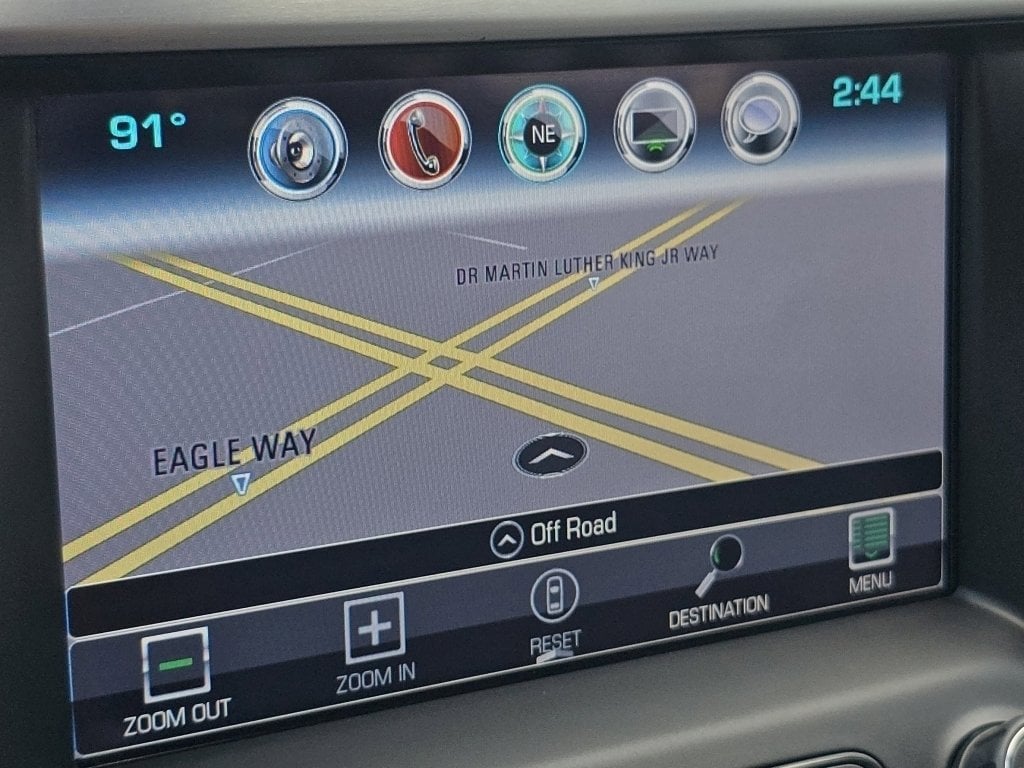 91°
NE
2:44
DR MARTIN LUTHER KING JR WAY
EAGLE WAY
Off Road
ZOOM OUT
ZOOM IN
RESET
DESTINATION
MENU